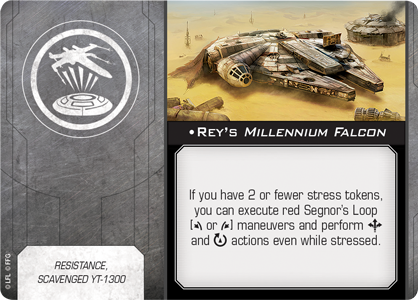 • REY'S MILLENNIUM FALCON
If you have 2 or fewer stress tokens,
you can execute red Segnor's Loop
[ or ] maneuvers and perform
and actions even while stressed.
RESISTANCE,
SCAVENGED YT-1300
©LFL ©FFG